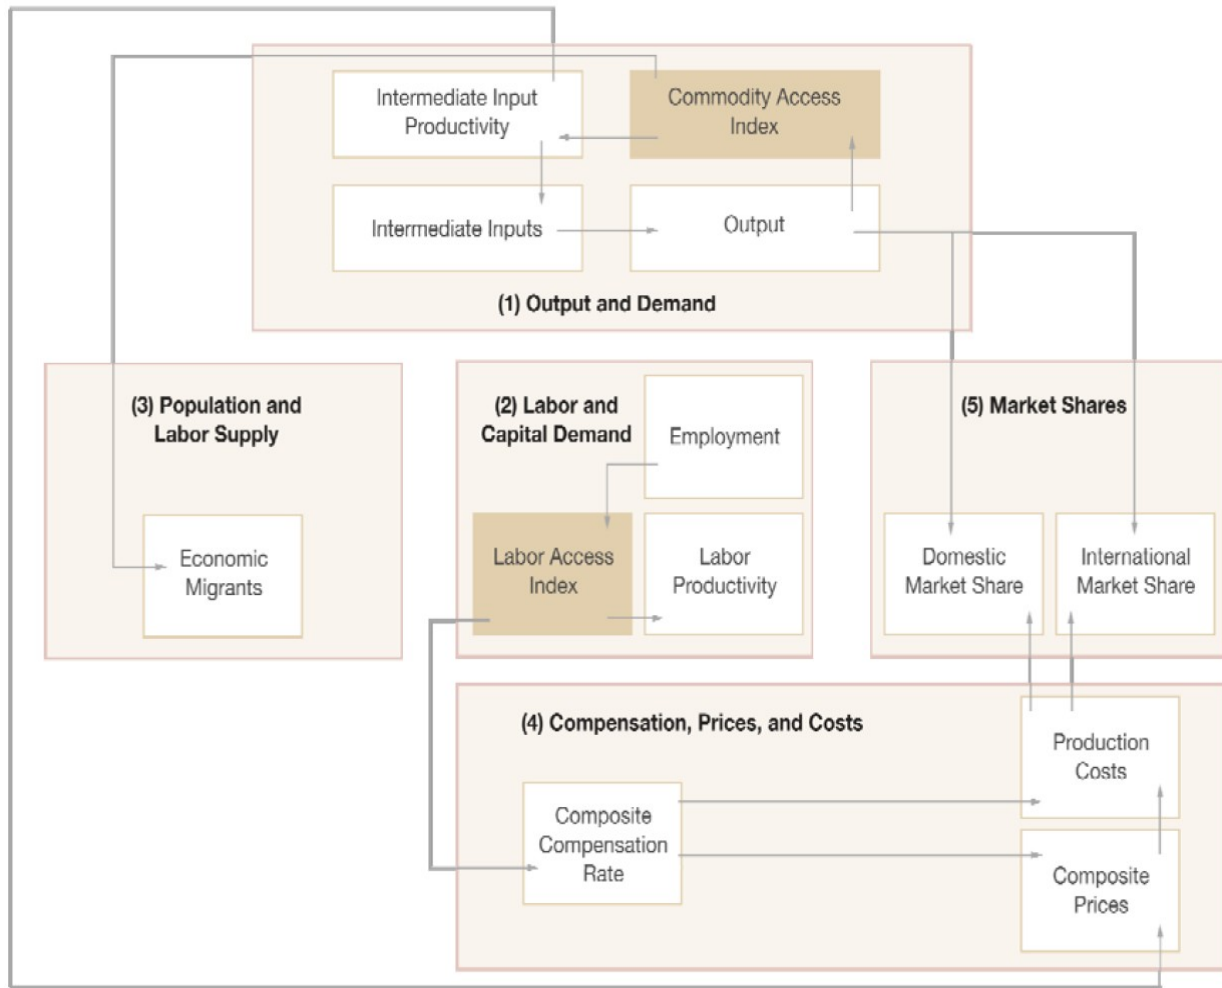 Intermediate Input
Productivity
Commodity Access
Index
Intermediate Inputs
Output
(1) Output and Demand
(3) Population and
Labor Supply
Economic
Migrants
(2) Labor and
Capital Demand
Employment
Labor Access
Index
Labor
Productivity
(5) Market Shares
Domestic
Market Share
International
Market Share
(4) Compensation, Prices, and Costs
Production
Costs
Composite
Compensation
Rate
Composite
Prices